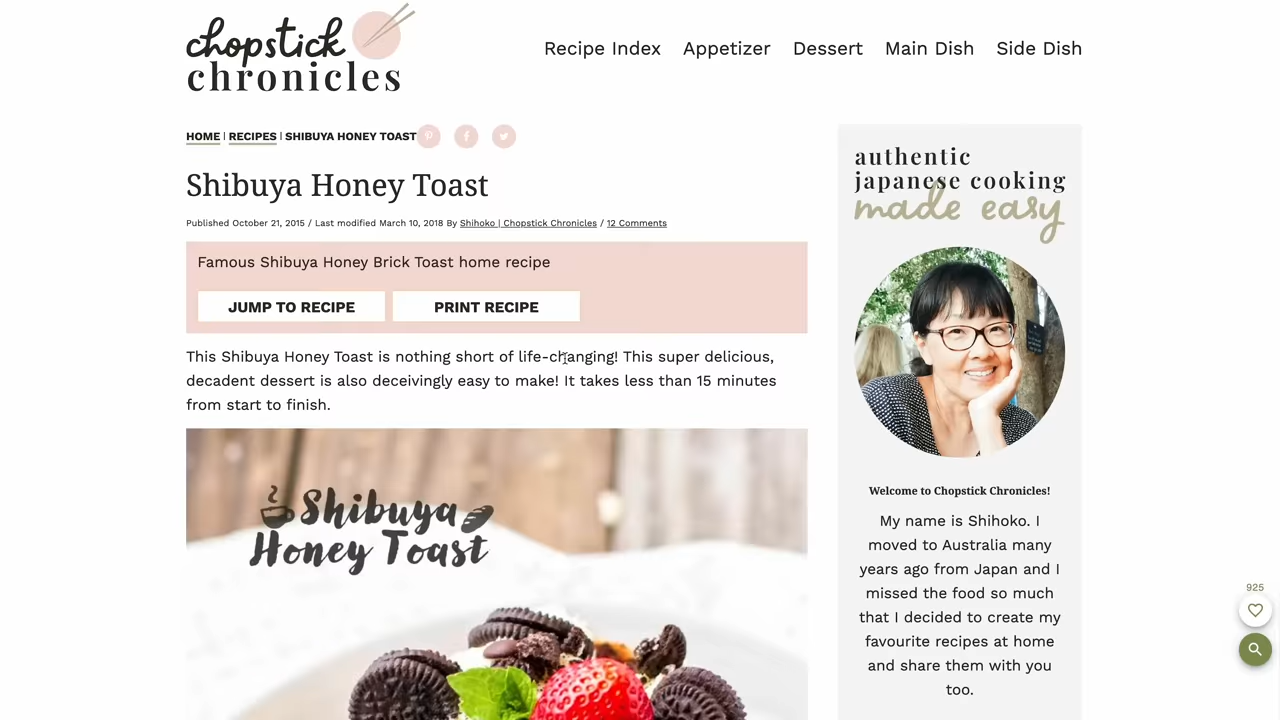 chopstick
chronicles
Recipe Index Appetizer Dessert Main Dish Side Dish
HOME | RECIPES | SHIBUYA HONEY TOAST
Shibuya Honey Toast
Published October 21, 2015 / Last modified March 10, 2018 By Shihoko | Chopstick Chronicles / 12 Comments
Famous Shibuya Honey Brick Toast home recipe
JUMP TO RECIPE PRINT RECIPE
This Shibuya Honey Toast is nothing short of life-changing! This super delicious,
decadent dessert is also deceivingly easy to make! It takes less than 15 minutes
from start to finish.
Shibuya
Honey Toast
authentic
japanese cooking
made easy
Welcome to Chopstick Chronicles!
My name is Shihoko. I
moved to Australia many
years ago from Japan and I
missed the food so much
that I decided to create my
favourite recipes at home
and share them with you
too.
925